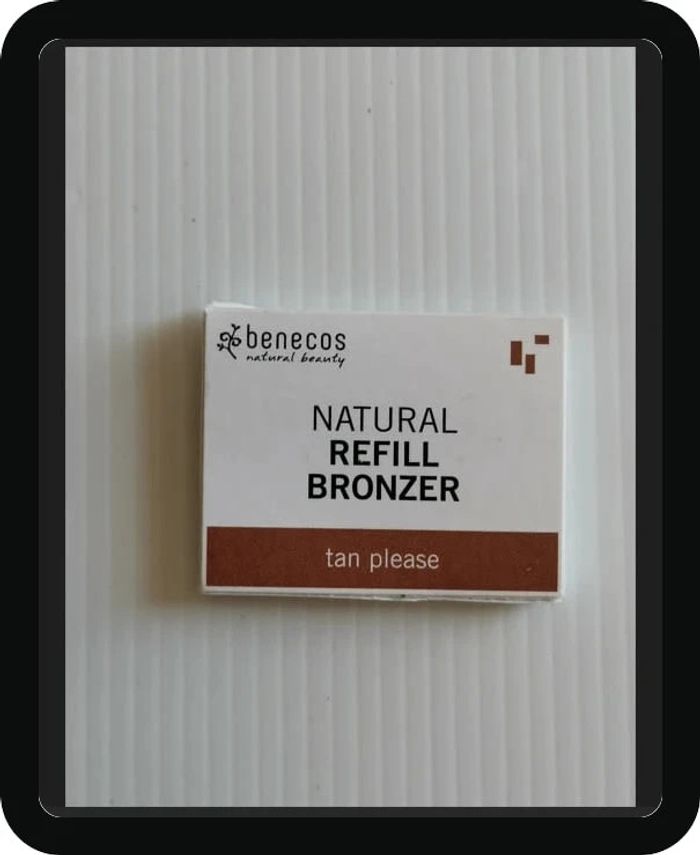 benecos
natural beauty
NATURAL
REFILL
BRONZER
tan please